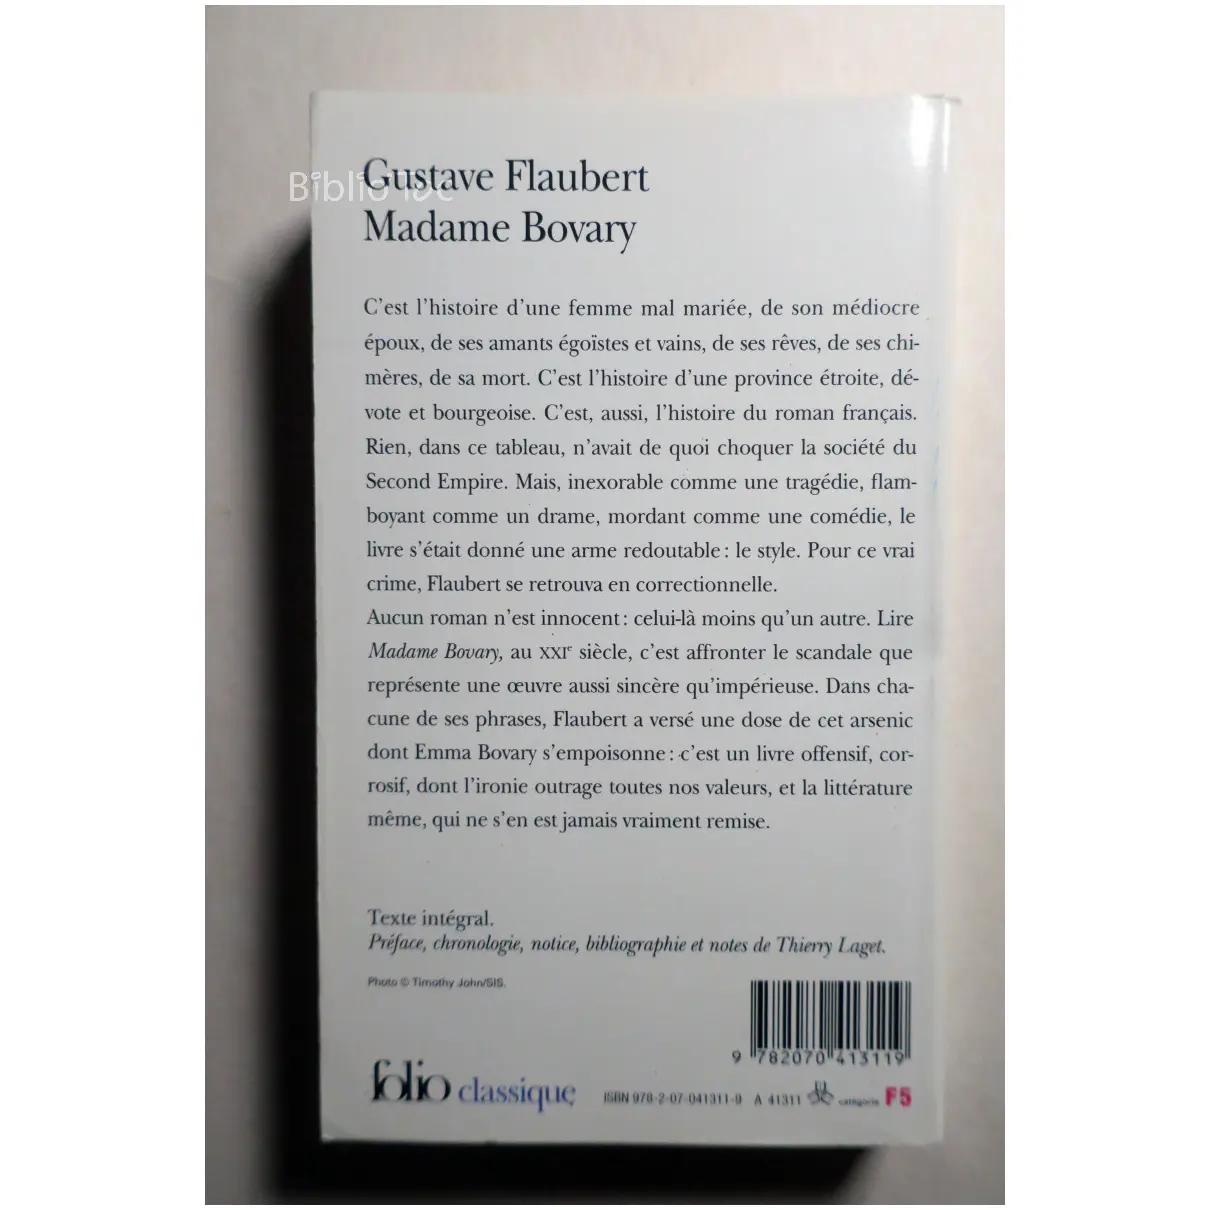 Gustave Flaubert
Madame Bovary
C'est l'histoire d'une femme mal mariée, de son médiocre
époux, de ses amants égoïstes et vains, de ses rêves, de ses chi-
mères, de sa mort. C'est l'histoire d'une province étroite, dé-
vote et bourgeoise. C'est, aussi, l'histoire du roman français.
Rien, dans ce tableau, n'avait de quoi choquer la société du
Second Empire. Mais, inexorable comme une tragédie, flam-
boyant comme un drame, mordant comme une comédie, le
livre s'était donné une arme redoutable : le style. Pour ce vrai
crime, Flaubert se retrouva en correctionnelle.
Aucun roman n'est innocent : celui-là moins qu'un autre. Lire
Madame Bovary, au XXIe siècle, c'est affronter le scandale que
représente une œuvre aussi sincère qu'impérieuse. Dans cha-
cune de ses phrases, Flaubert a versé une dose de cet arsenic
dont Emma Bovary s'empoisonne : c'est un livre offensif, cor-
rosif, dont l'ironie outrage toutes nos valeurs, et la littérature
même, qui ne s'en est jamais vraiment remise.
Texte intégral.
Préface, chronologie, notice, bibliographie et notes de Thierry Laget.
Photo © Timothy John/SIS.
9 782070 413119
folio classique
ISBN 978-2-07-041311-9 A 41311 catégorie F5